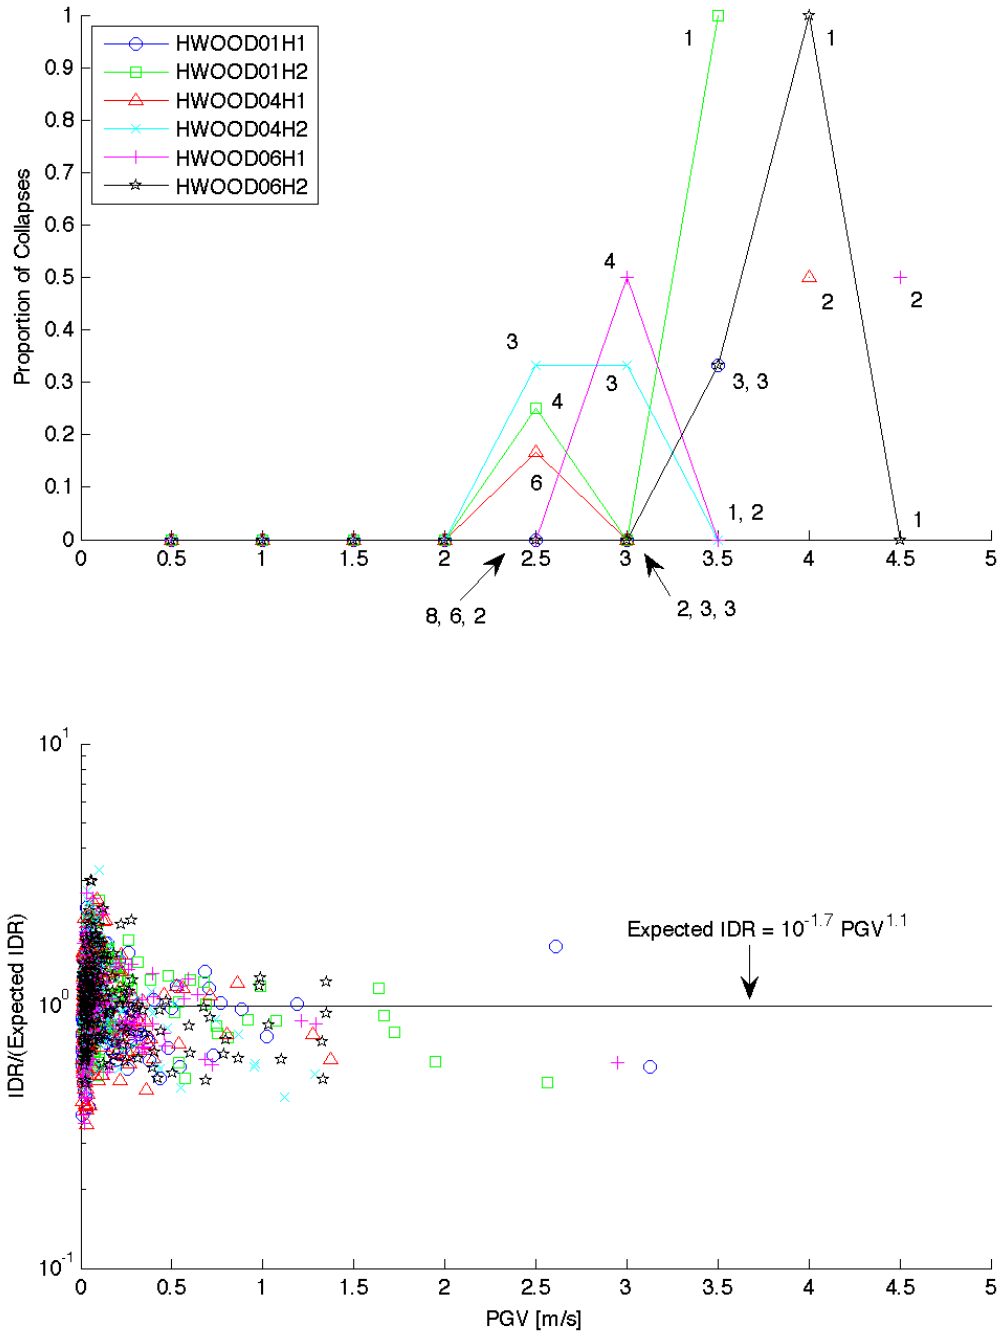 1
0.9
0.8
0.7
0.6
0.5
0.4
0.3
0.2
0.1
0
Proportion of Collapses
HWOOD01H1
HWOOD01H2
HWOOD04H1
HWOOD04H2
HWOOD06H1
HWOOD06H2
1
1
4
2
2
3
3
3, 3
4
6
1, 2
1
0 0.5 1 1.5 2 2.5 3 3.5 4 4.5 5
8, 6, 2
2, 3, 3
10^1
10^0
10^-1
IDR/(Expected IDR)
Expected IDR = 10^-1.7 PGV^1.1
0 0.5 1 1.5 2 2.5 3 3.5 4 4.5 5
PGV [m/s]